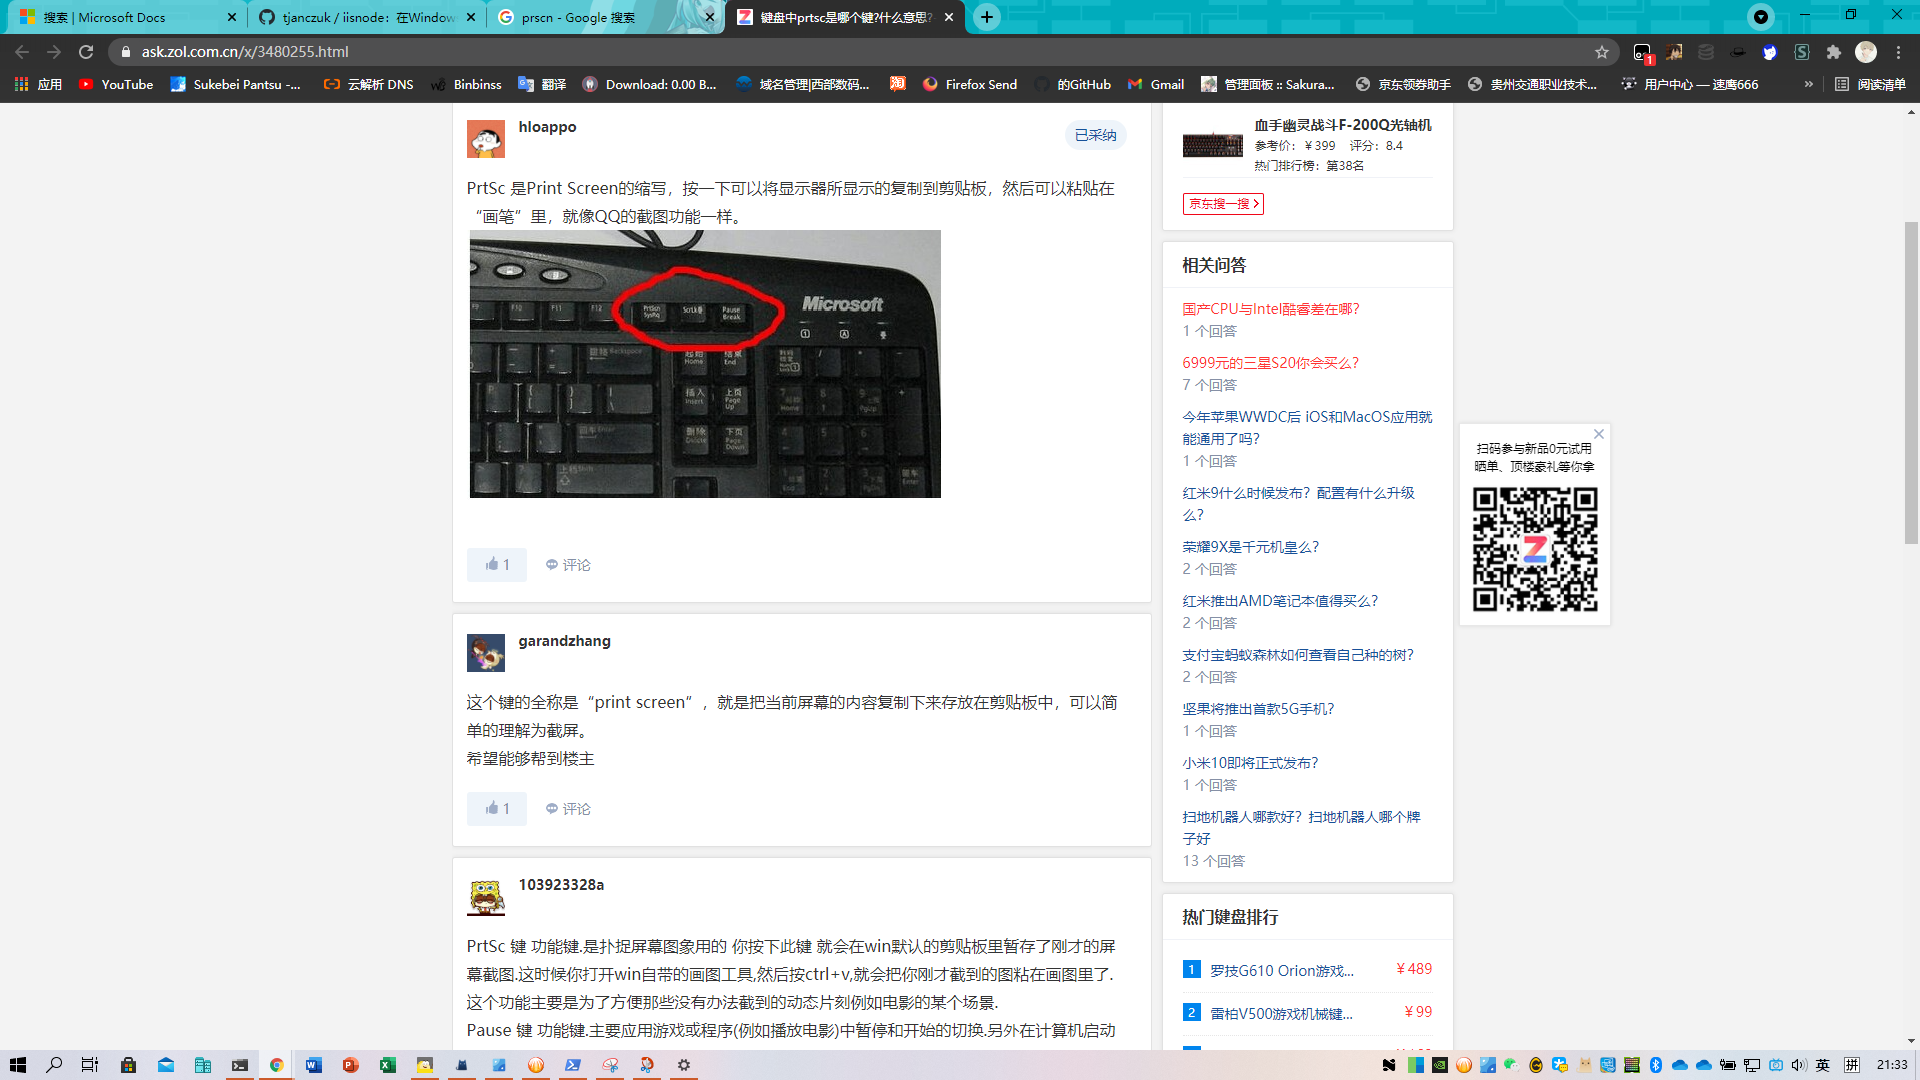 搜索 | Microsoft Docs
tjanczuk / iisnode：在Window
prscn - Google 搜索
键盘中prtsc是哪个键?什么意思?
ask.zol.com.cn/x/3480255.html
应用
YouTube
Sukebei Pantsu -...
云解析 DNS
Binbinss
翻译
Download: 0.00 B...
域名管理|西部数码...
Firefox Send
的GitHub
Gmail
管理面板 :: Sakura...
京东领券助手
贵州交通职业技术...
用户中心 — 速鹰666
»
阅读清单
hloappo
已采纳
PrtSc 是Print Screen的缩写，按一下可以将显示器所显示的复制到剪贴板，然后可以粘贴在
“画笔”里，就像QQ的截图功能一样。
F10
F11
F12
PrtScn
SysRq
ScrLk
Pause
Break
Microsoft
Backspace
起始
Home
结束
End
插入
Insert
上页
Page
Up
删除
Delete
下页
Page
Down
Enter
1
评论
garandzhang
这个键的全称是“print screen”，就是把当前屏幕的内容复制下来存放在剪贴板中，可以简
单的理解为截屏。
希望能够帮到楼主
1
评论
103923328a
PrtSc 键 功能键.是扑捉屏幕图象用的 你按下此键 就会在win默认的剪贴板里暂存了刚才的屏
幕截图.这时候你打开win自带的画图工具,然后按ctrl+v,就会把你刚才截到的图粘在画图里了.
这个功能主要是为了方便那些没有办法截到的动态片刻例如电影的某个场景.
Pause 键 功能键.主要应用游戏或程序(例如播放电影)中暂停和开始的切换.另外在计算机启动
血手幽灵战斗F-200Q光轴机
参考价：￥399 评分：8.4
热门排行榜：第38名
京东搜一搜 >
相关问答
国产CPU与Intel酷睿差在哪?
1 个回答
6999元的三星S20你会买么?
7 个回答
今年苹果WWDC后 iOS和MacOS应用就
能通用了吗?
1 个回答
红米9什么时候发布？配置有什么升级
么?
荣耀9X是千元机皇么?
2 个回答
红米推出AMD笔记本值得买么?
2 个回答
支付宝蚂蚁森林如何查看自己种的树?
2 个回答
坚果将推出首款5G手机?
1 个回答
小米10即将正式发布?
1 个回答
扫地机器人哪款好？扫地机器人哪个牌
子好
13 个回答
热门键盘排行
1 罗技G610 Orion游戏... ￥489
2 雷柏V500游戏机械键... ￥99
扫码参与新品0元试用
晒单、顶楼豪礼等你拿
英
拼
21:33